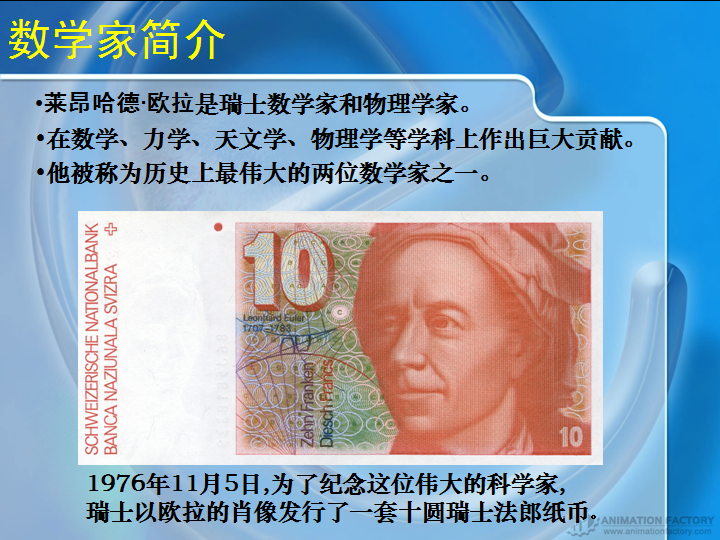 数学家简介
•莱昂哈德·欧拉是瑞士数学家和物理学家。
•在数学、力学、天文学、物理学等学科上作出巨大贡献。
•他被称为历史上最伟大的两位数学家之一。
SCHWEIZERISCHE NATIONALBANK
BANCA NAZIUNALA SVIZRA
10
Leonhard Euler
1707–1783
Zehn Franken
Diesch Francs
10
1976年11月5日,为了纪念这位伟大的科学家,
瑞士以欧拉的肖像发行了一套十圆瑞士法郎纸币。
ANIMATION FACTORY
www.animationfactory.com